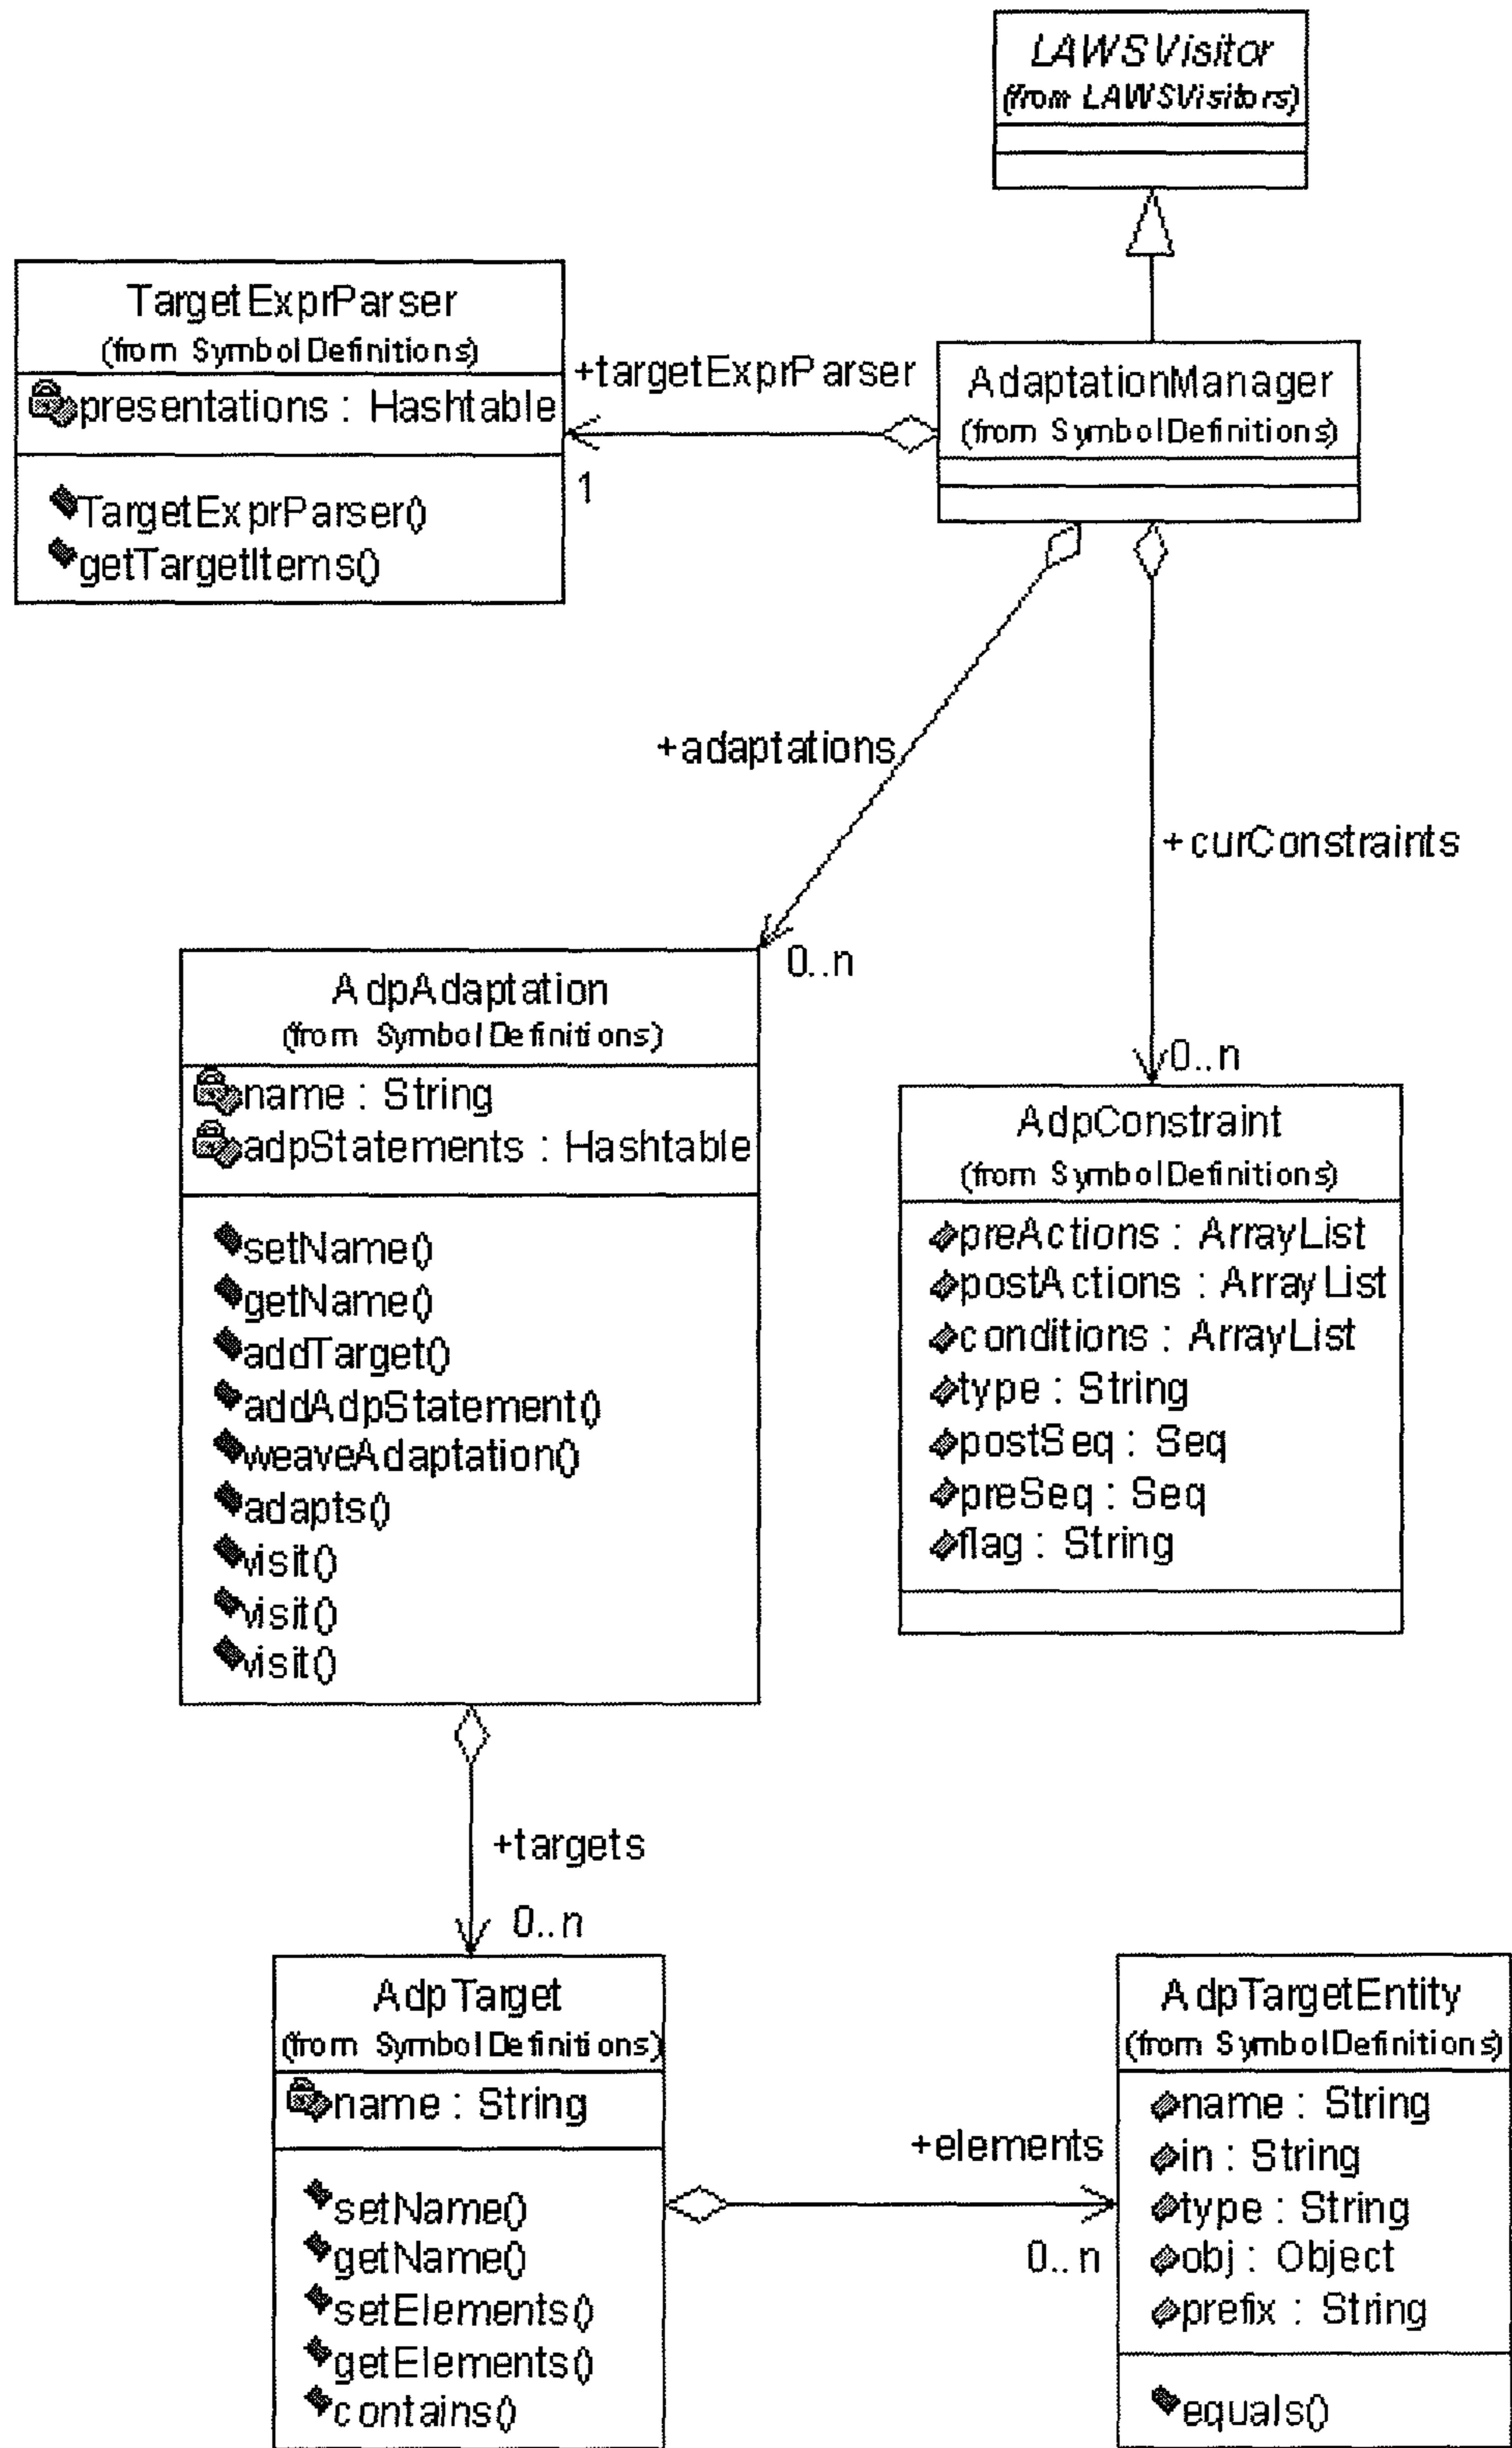 LAWSVisitor
(from LAWSVisitors)
TargetExprParser
(from SymbolDefinitions)
presentations : Hashtable
TargetExprParser()
getTargetItems()
+targetExprParser
1
AdaptationManager
(from SymbolDefinitions)
+adaptations
0..n
+curConstraints
0..n
AdpAdaptation
(from SymbolDefinitions)
name : String
adpStatements : Hashtable
setName()
getName()
addTarget()
addAdpStatement()
weaveAdaptation()
adapts()
visit()
visit()
visit()
AdpConstraint
(from SymbolDefinitions)
preActions : ArrayList
postActions : ArrayList
conditions : ArrayList
type : String
postSeq : Seq
preSeq : Seq
flag : String
+targets
0..n
AdpTarget
(from SymbolDefinitions)
name : String
setName()
getName()
setElements()
getElements()
contains()
+elements
0..n
AdpTargetEntity
(from SymbolDefinitions)
name : String
in : String
type : String
obj : Object
prefix : String
equals()